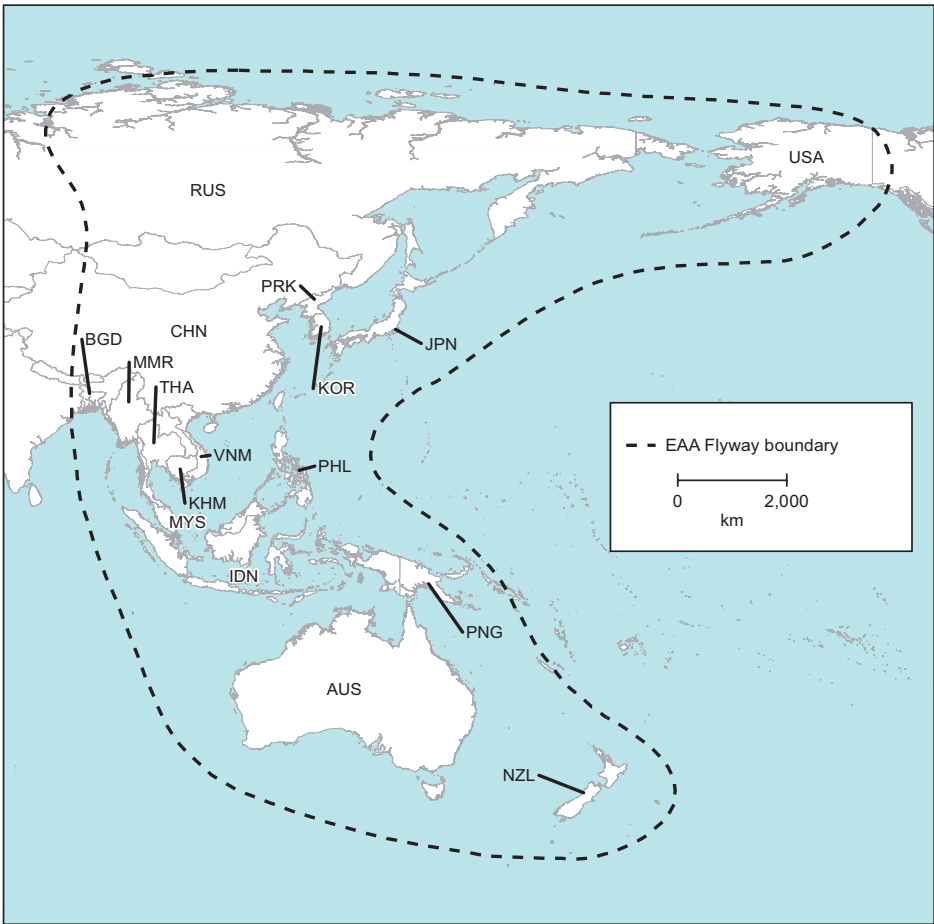 USA
RUS
PRK
CHN
JPN
BGD
MMR
THA
KOR
EAA Flyway boundary
VNM
PHL
0 2,000
km
KHM
MYS
IDN
PNG
AUS
NZL